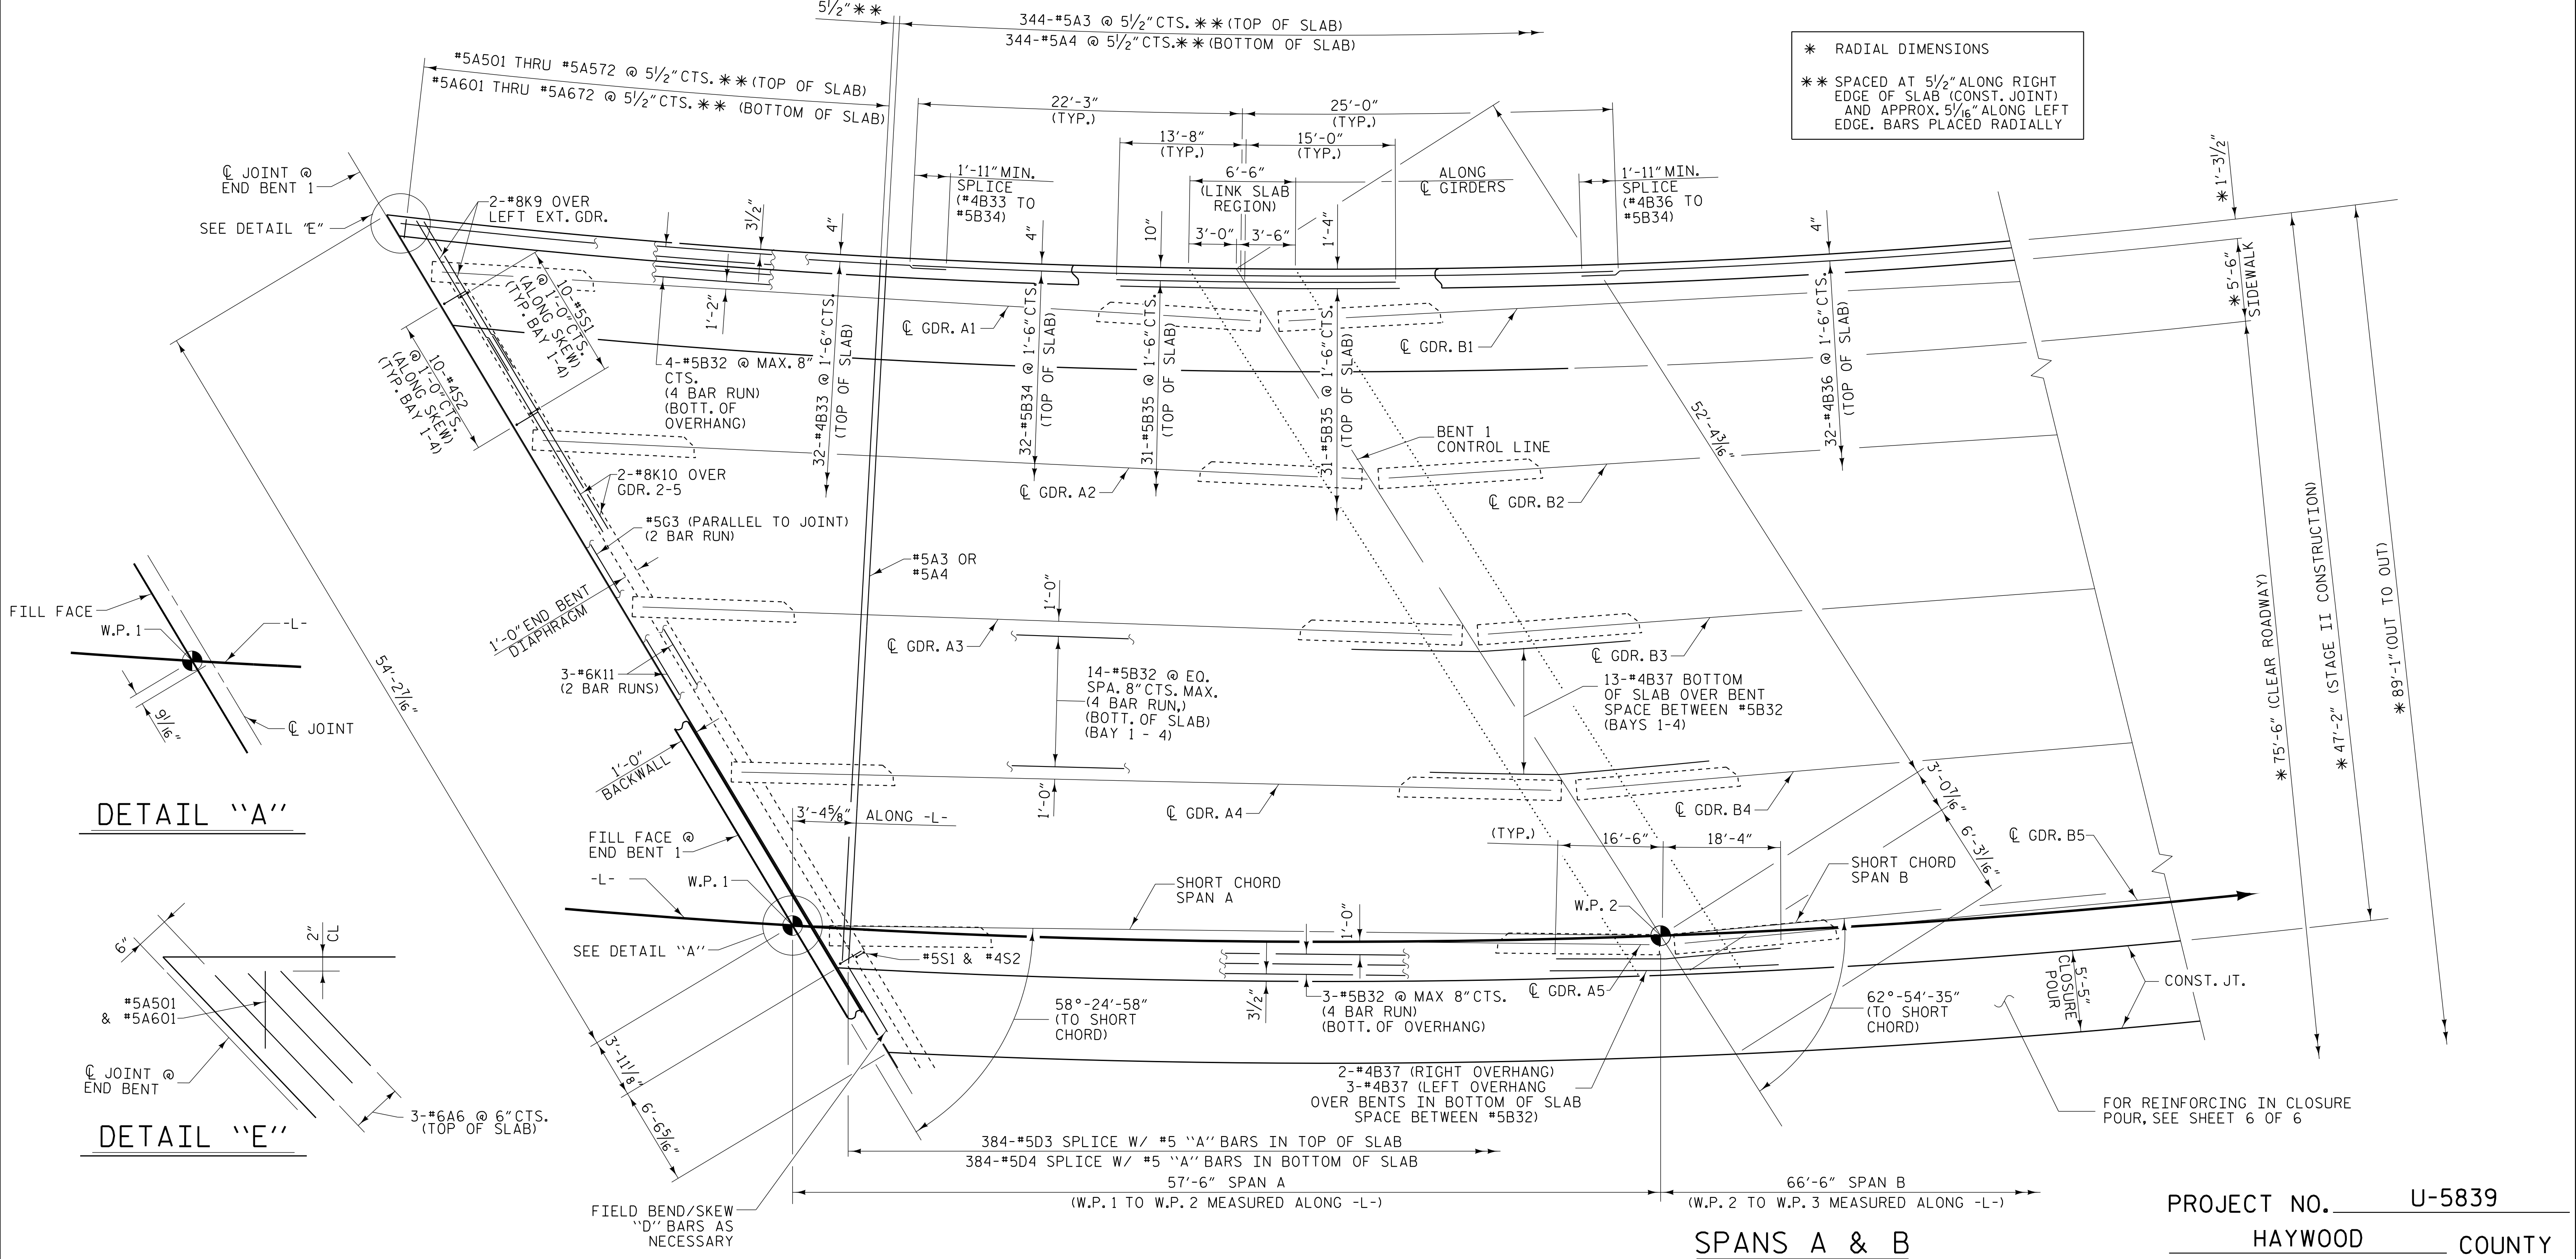 5½"**
344-#5A3 @ 5½"CTS.**(TOP OF SLAB)
344-#5A4 @ 5½"CTS.**(BOTTOM OF SLAB)
* RADIAL DIMENSIONS
** SPACED AT 5½"ALONG RIGHT
EDGE OF SLAB (CONST. JOINT)
AND APPROX. 5⁄16"ALONG LEFT
EDGE. BARS PLACED RADIALLY
#5A501 THRU #5A572 @ 5½"CTS.**(TOP OF SLAB)
#5A601 THRU #5A672 @ 5½"CTS.** (BOTTOM OF SLAB)
22'-3"
(TYP.)
25'-0"
(TYP.)
13'-8"
(TYP.)
15'-0"
(TYP.)
6'-6"
(LINK SLAB
REGION)
3'-0"
3'-6"
ALONG
℄ GIRDERS
1'-11"MIN.
SPLICE
(#4B33 TO
#5B34)
1'-11"MIN.
SPLICE
(#4B36 TO
#5B34)
℄ JOINT @
END BENT 1
SEE DETAIL "E"
2-#8K9 OVER
LEFT EXT. GDR.
3½"
4"
4"
10"
1'-4"
4"
1'-2"
*1'-3½"
*5'-6"
SIDEWALK
10-#5S1
@ 1'-0"CTS.
(ALONG SKEW)
(TYP. BAY 1-4)
10-#4S2
@ 1'-0"CTS.
(ALONG SKEW)
(TYP. BAY 1-4)
4-#5B32 @ MAX. 8"
CTS.
(4 BAR RUN)
(BOTT. OF
OVERHANG)
32-#4B33 @ 1'-6"CTS.
(TOP OF SLAB)
32-#5B34 @ 1'-6"CTS.
(TOP OF SLAB)
31-#5B35 @ 1'-6"CTS.
(TOP OF SLAB)
31-#5B35 @ 1'-6"CTS.
(TOP OF SLAB)
32-#4B36 @ 1'-6"CTS.
(TOP OF SLAB)
℄ GDR. A1
℄ GDR. B1
52'-4 3⁄16"
BENT 1
CONTROL LINE
℄ GDR. A2
℄ GDR. B2
2-#8K10 OVER
GDR. 2-5
#5G3 (PARALLEL TO JOINT)
(2 BAR RUN)
#5A3 OR
#5A4
1'-0"END BENT
DIAPHRAGM
1'-0"
℄ GDR. A3
℄ GDR. B3
3-#6K11
(2 BAR RUNS)
14-#5B32 @ EQ.
SPA. 8"CTS. MAX.
(4 BAR RUN,)
(BOTT. OF SLAB)
(BAY 1 - 4)
13-#4B37 BOTTOM
OF SLAB OVER BENT
SPACE BETWEEN #5B32
(BAYS 1-4)
*75'-6" (CLEAR ROADWAY)
*47'-2" (STAGE II CONSTRUCTION)
*89'-1"(OUT TO OUT)
FILL FACE
W.P. 1
-L-
9⁄16"
℄ JOINT
DETAIL "A"
54'-2 7⁄16"
1'-0"
BACKWALL
1'-0"
℄ GDR. A4
℄ GDR. B4
3'-0 7⁄16"
6'-3 1⁄16"
3'-4⅝" ALONG -L-
FILL FACE @
END BENT 1
-L-
W.P. 1
SEE DETAIL "A"
SHORT CHORD
SPAN A
(TYP.)
16'-6"
18'-4"
SHORT CHORD
SPAN B
℄ GDR. B5
W.P. 2
1'-0"
#5S1 & #4S2
58°-24'-58"
(TO SHORT
CHORD)
3½"
3-#5B32 @ MAX 8"CTS.
(4 BAR RUN)
(BOTT. OF OVERHANG)
℄ GDR. A5
62°-54'-35"
(TO SHORT
CHORD)
5'-5"
CLOSURE
POUR
CONST. JT.
6"
2"
CL
#5A501
& #5A601
℄ JOINT @
END BENT
3-#6A6 @ 6"CTS.
(TOP OF SLAB)
DETAIL "E"
3'-11⅛"
6'-6 5⁄16"
2-#4B37 (RIGHT OVERHANG)
3-#4B37 (LEFT OVERHANG
OVER BENTS IN BOTTOM OF SLAB
SPACE BETWEEN #5B32)
FOR REINFORCING IN CLOSURE
POUR, SEE SHEET 6 OF 6
384-#5D3 SPLICE W/ #5 "A" BARS IN TOP OF SLAB
384-#5D4 SPLICE W/ #5 "A" BARS IN BOTTOM OF SLAB
57'-6" SPAN A
(W.P. 1 TO W.P. 2 MEASURED ALONG -L-)
66'-6" SPAN B
(W.P. 2 TO W.P. 3 MEASURED ALONG -L-)
FIELD BEND/SKEW
"D" BARS AS
NECESSARY
SPANS A & B
PROJECT NO. U-5839
HAYWOOD COUNTY